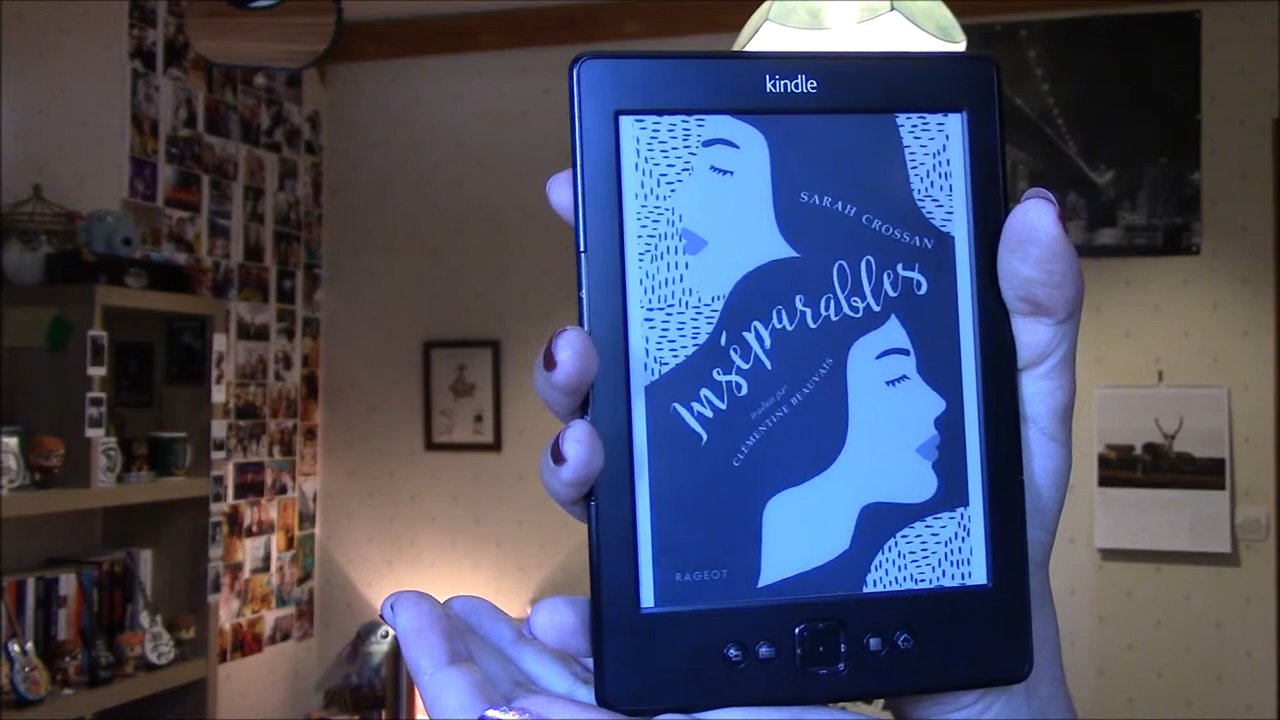 kindle
SARAH CROSSAN
Inséparables
traduit par
CLÉMENTINE BEAUVAIS
RAGEOT